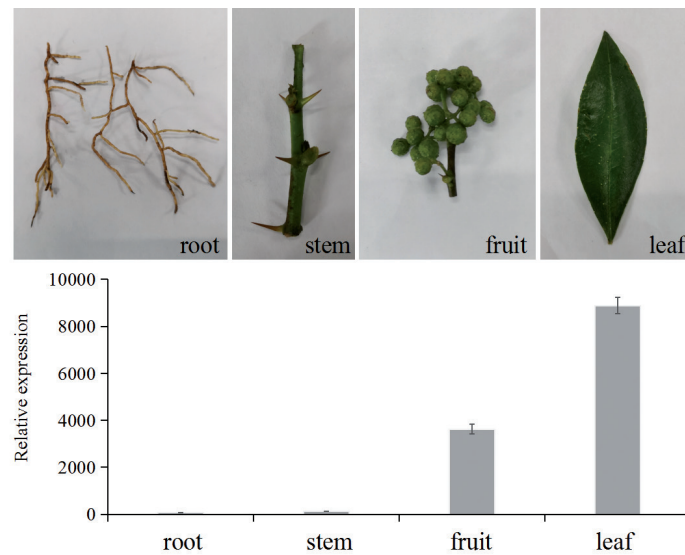 root
stem
fruit
leaf
Relative expression
10000
8000
6000
4000
2000
0
root
stem
fruit
leaf